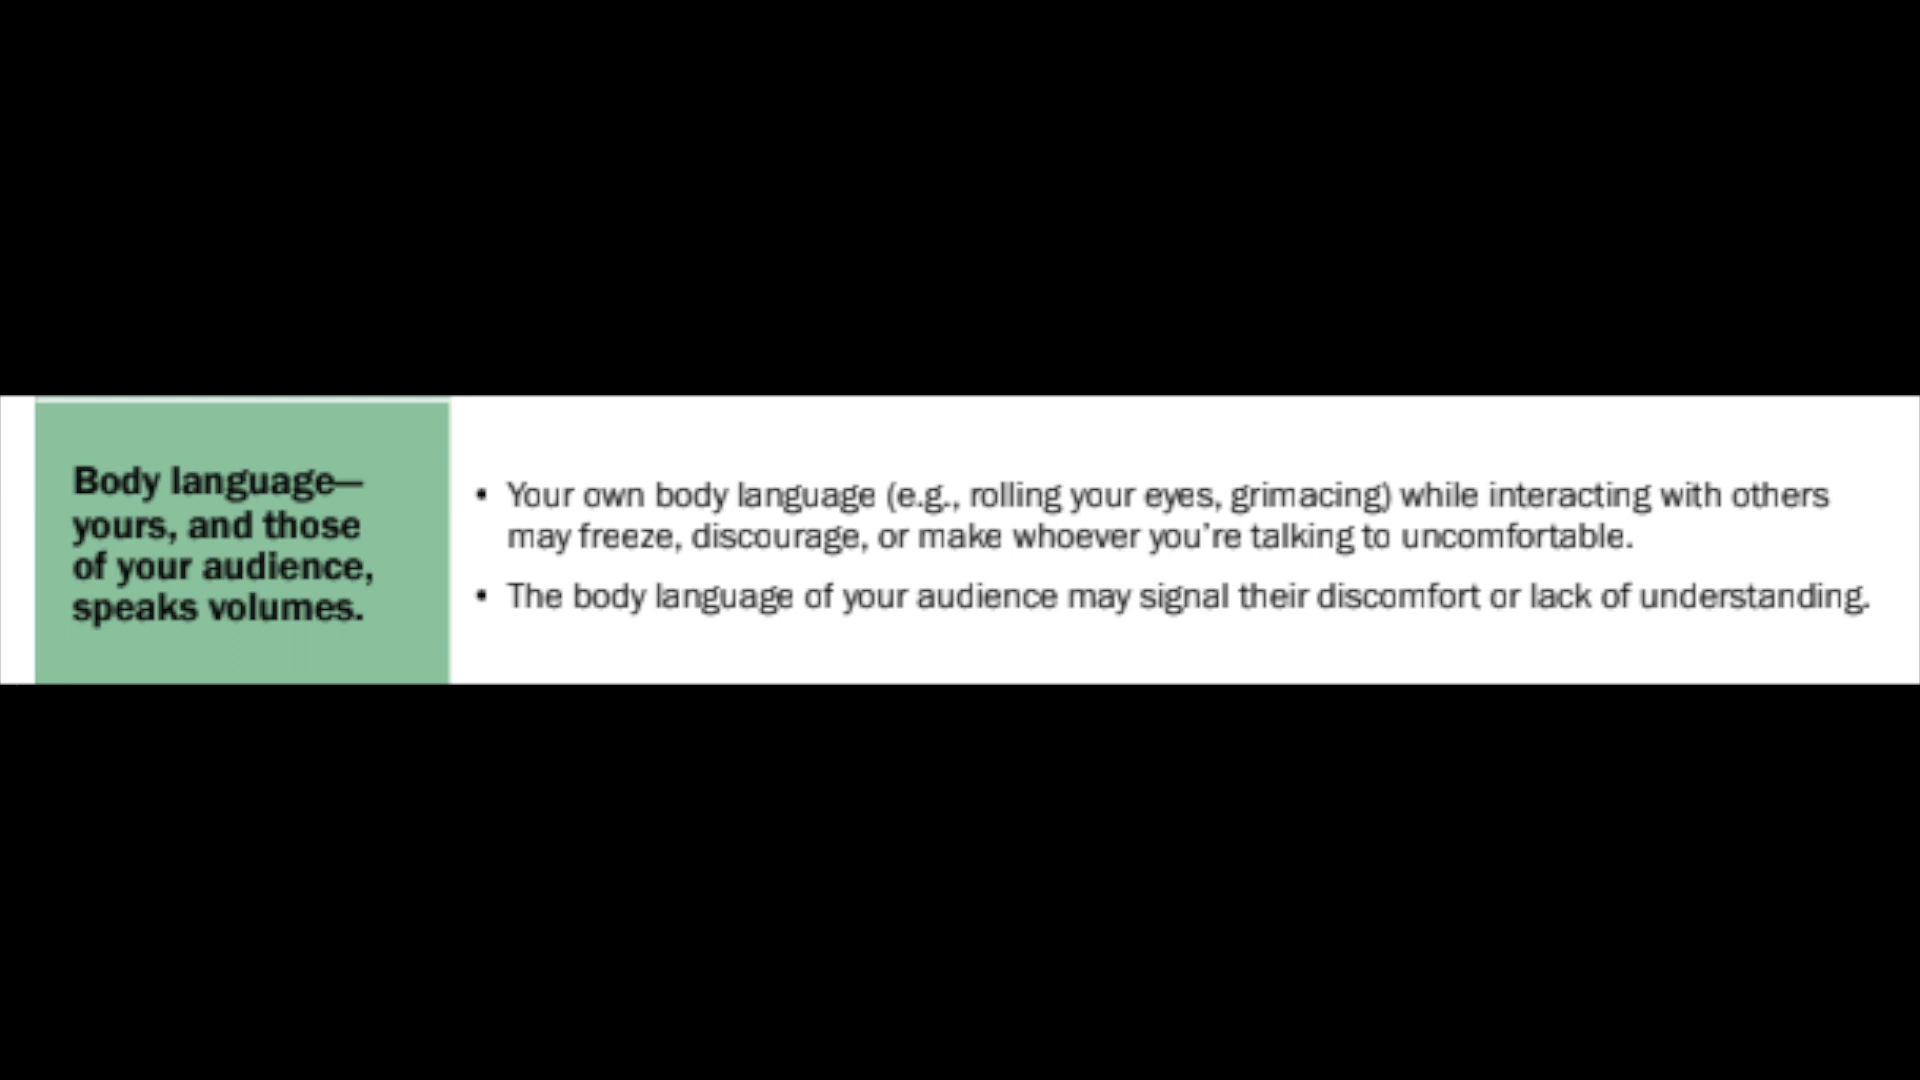 Body language—
yours, and those
of your audience,
speaks volumes.
• Your own body language (e.g., rolling your eyes, grimacing) while interacting with others
may freeze, discourage, or make whoever you’re talking to uncomfortable.
• The body language of your audience may signal their discomfort or lack of understanding.